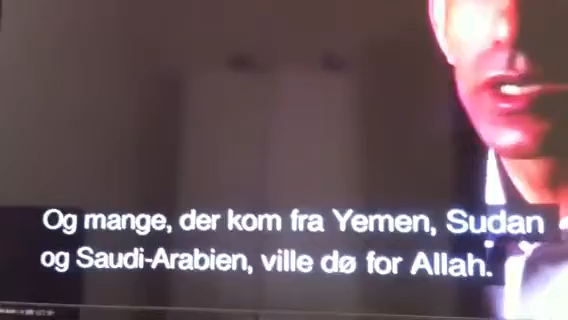 Og mange, der kom fra Yemen, Sudan
og Saudi-Arabien, ville dø for Allah.